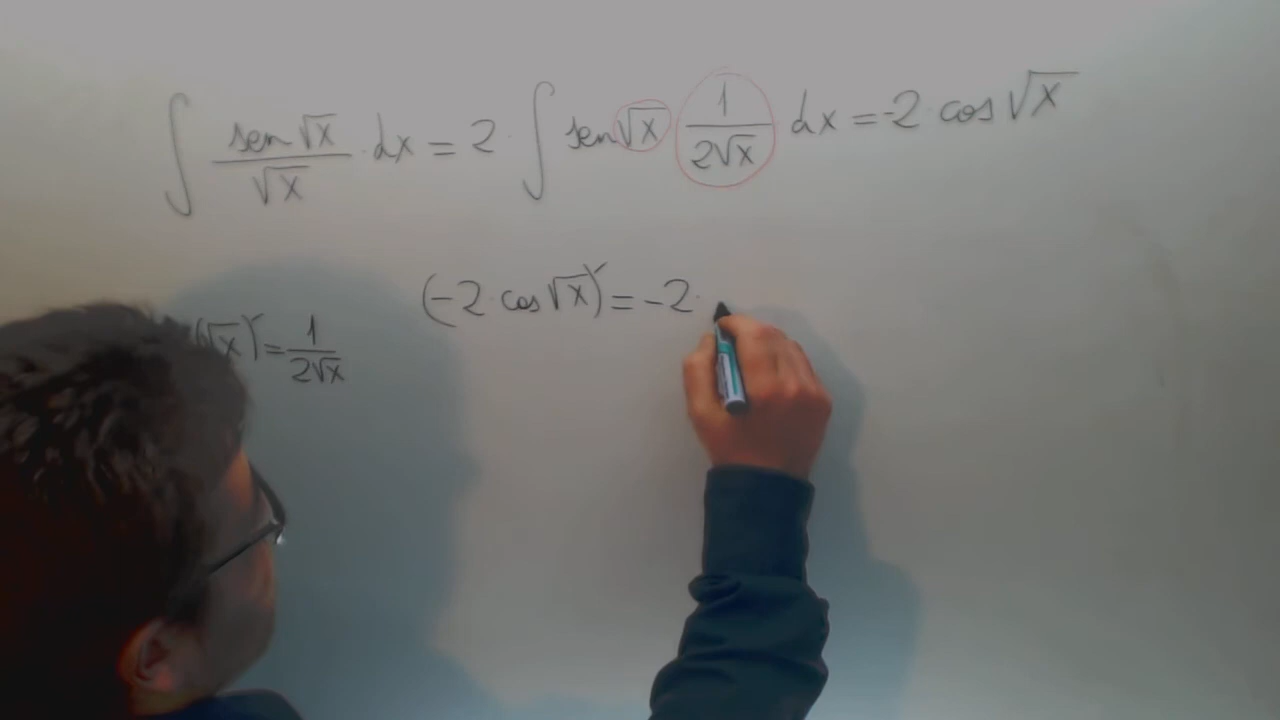 ∫ sen√x/√x · dx = 2 · ∫ sen√x 1/2√x dx = -2 · cos √x
(-2 · cos √x)' = -2 ·
(√x)' = 1/2√x